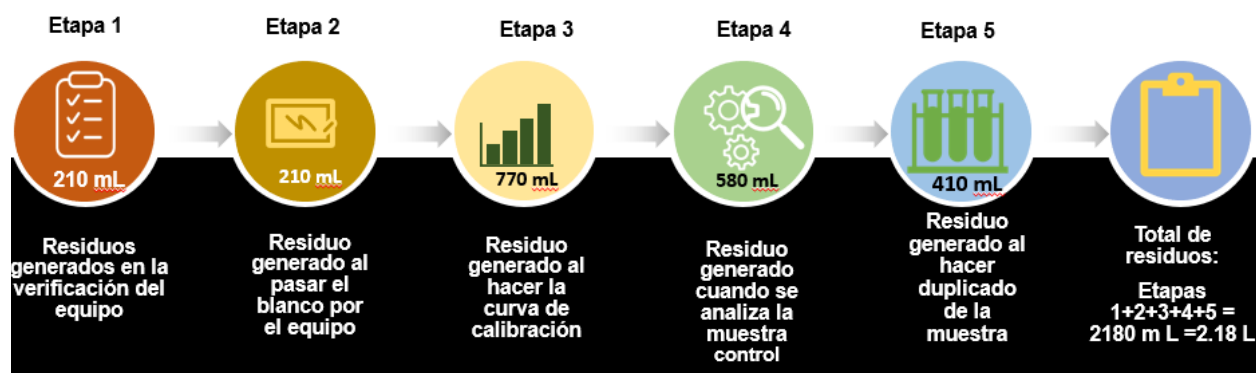 Etapa 1
Etapa 2
Etapa 3
Etapa 4
Etapa 5
210 mL
210 mL
770 mL
580 mL
410 mL
Residuos
generados en la
verificación del
equipo
Residuo
generado al
pasar el
blanco por
el equipo
Residuo
generado al
hacer la
curva de
calibración
Residuo
generado
cuando se
analiza la
muestra
control
Residuo
generado al
hacer
duplicado
de la
muestra
Total de
residuos:
Etapas
1+2+3+4+5 =
2180 m L =2.18 L